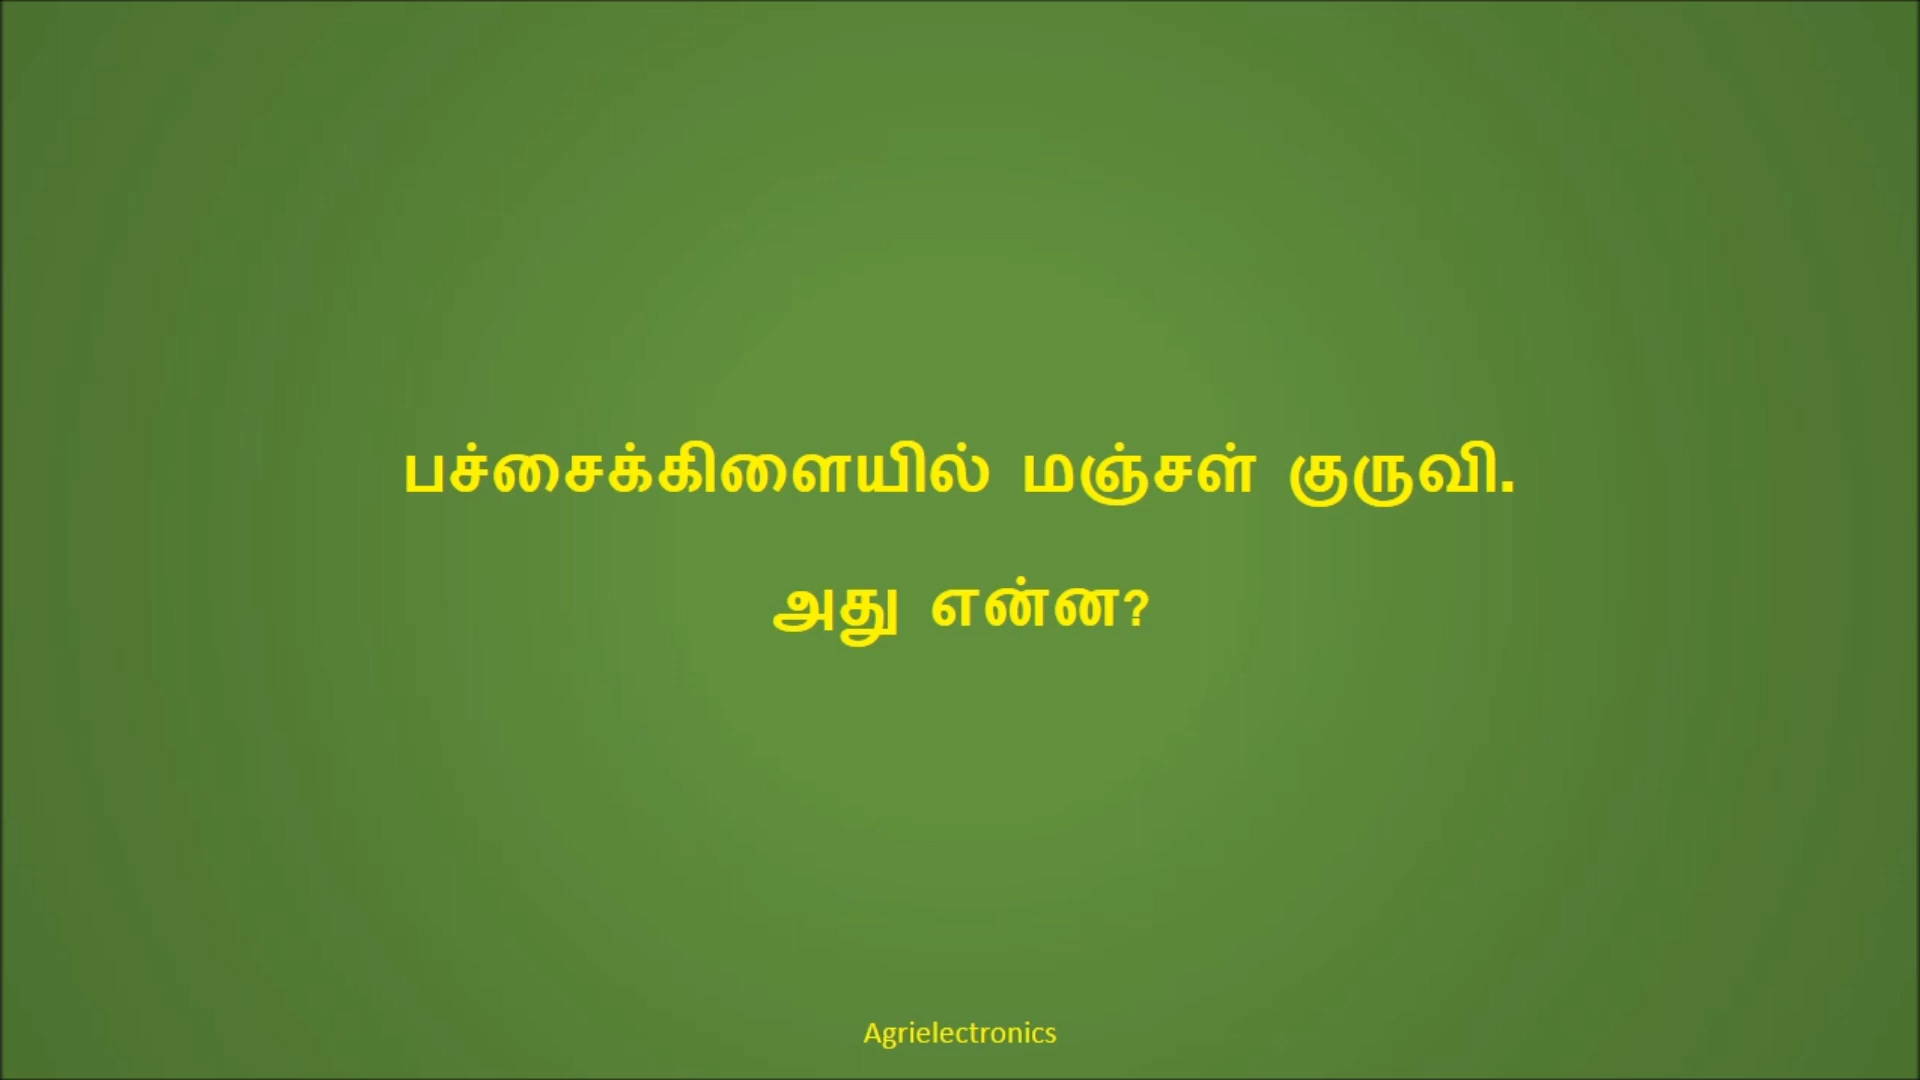 பச்சைக்கிளையில் மஞ்சள் குருவி.
அது என்ன?
Agrielectronics